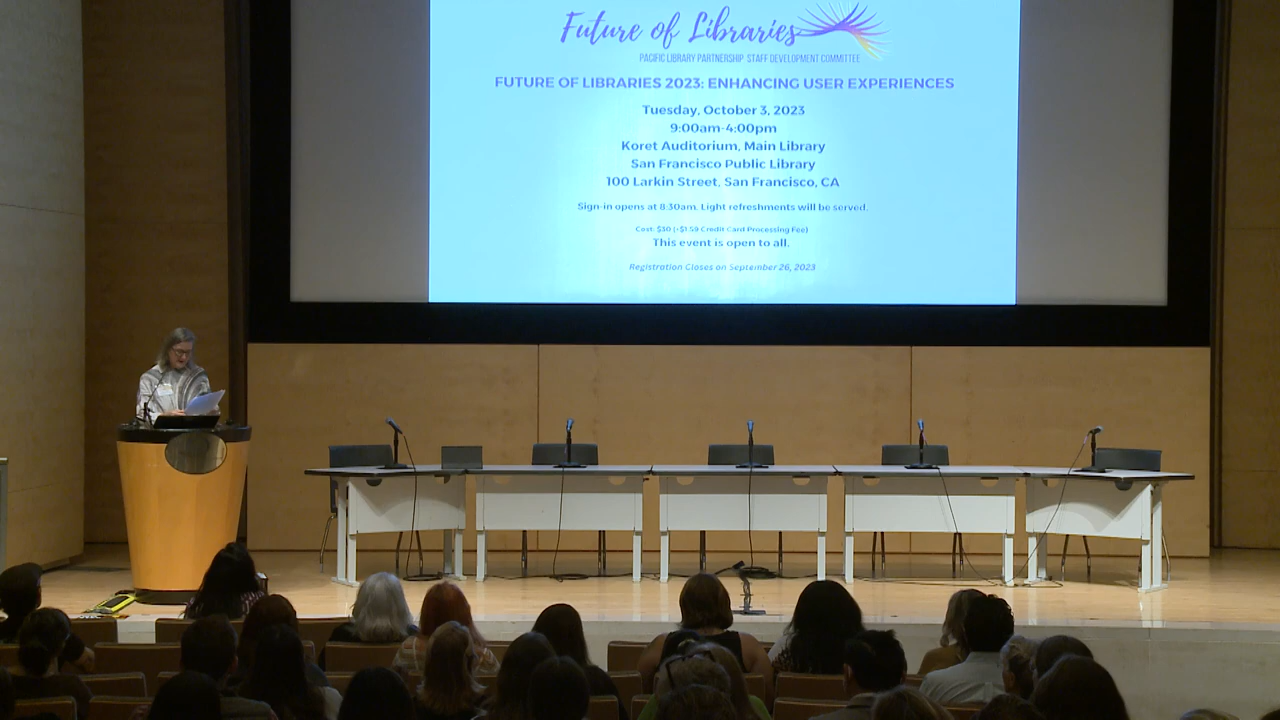 Future of Libraries
PACIFIC LIBRARY PARTNERSHIP STAFF DEVELOPMENT COMMITTEE
FUTURE OF LIBRARIES 2023: ENHANCING USER EXPERIENCES
Tuesday, October 3, 2023
9:00am-4:00pm
Koret Auditorium, Main Library
San Francisco Public Library
100 Larkin Street, San Francisco, CA
Sign-in opens at 8:30am. Light refreshments will be served.
Cost: $30 (+$1.59 Credit Card Processing Fee)
This event is open to all.
Registration Closes on September 26, 2023